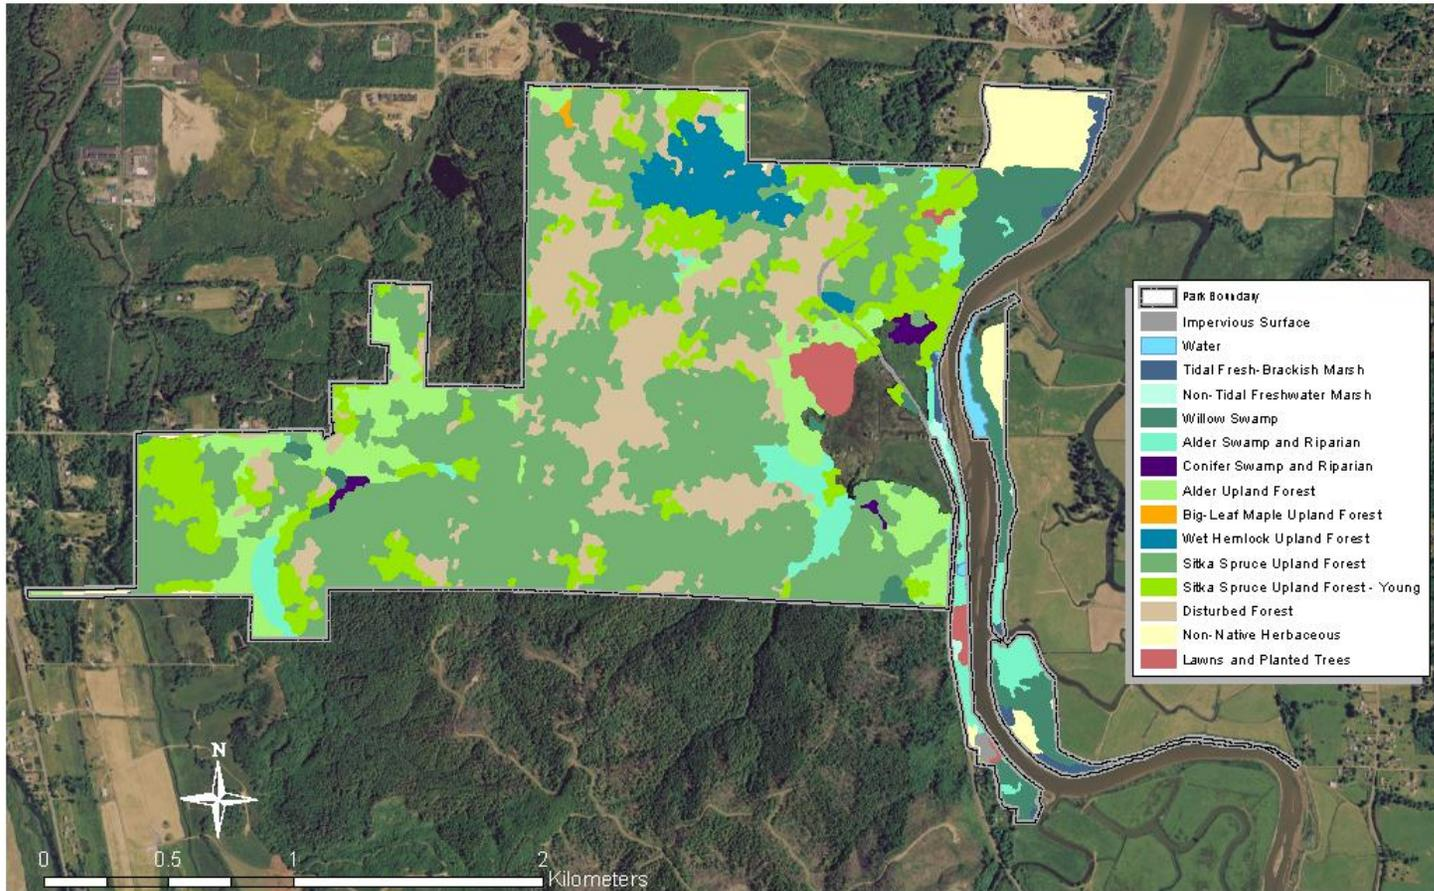 Park Boundary
Impervious Surface
Water
Tidal Fresh-Brackish Marsh
Non-Tidal Freshwater Marsh
Willow Swamp
Alder Swamp and Riparian
Conifer Swamp and Riparian
Alder Upland Forest
Big-Leaf Maple Upland Forest
Wet Hemlock Upland Forest
Sitka Spruce Upland Forest
Sitka Spruce Upland Forest - Young
Disturbed Forest
Non-Native Herbaceous
Lawns and Planted Trees
N
0 0.5 1 2
Kilometers